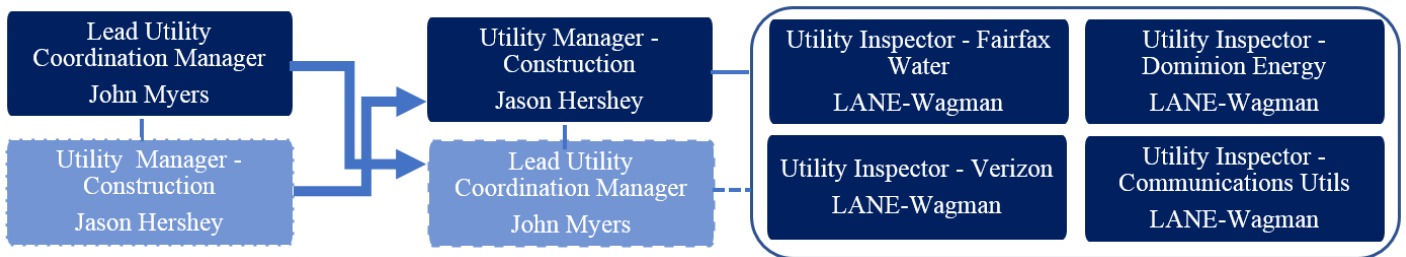 Lead Utility
Coordination Manager
John Myers
Utility Manager -
Construction
Jason Hershey
Utility Manager -
Construction
Jason Hershey
Lead Utility
Coordination Manager
John Myers
Utility Inspector - Fairfax
Water
LANE-Wagman
Utility Inspector -
Dominion Energy
LANE-Wagman
Utility Inspector - Verizon
LANE-Wagman
Utility Inspector -
Communications Utils
LANE-Wagman